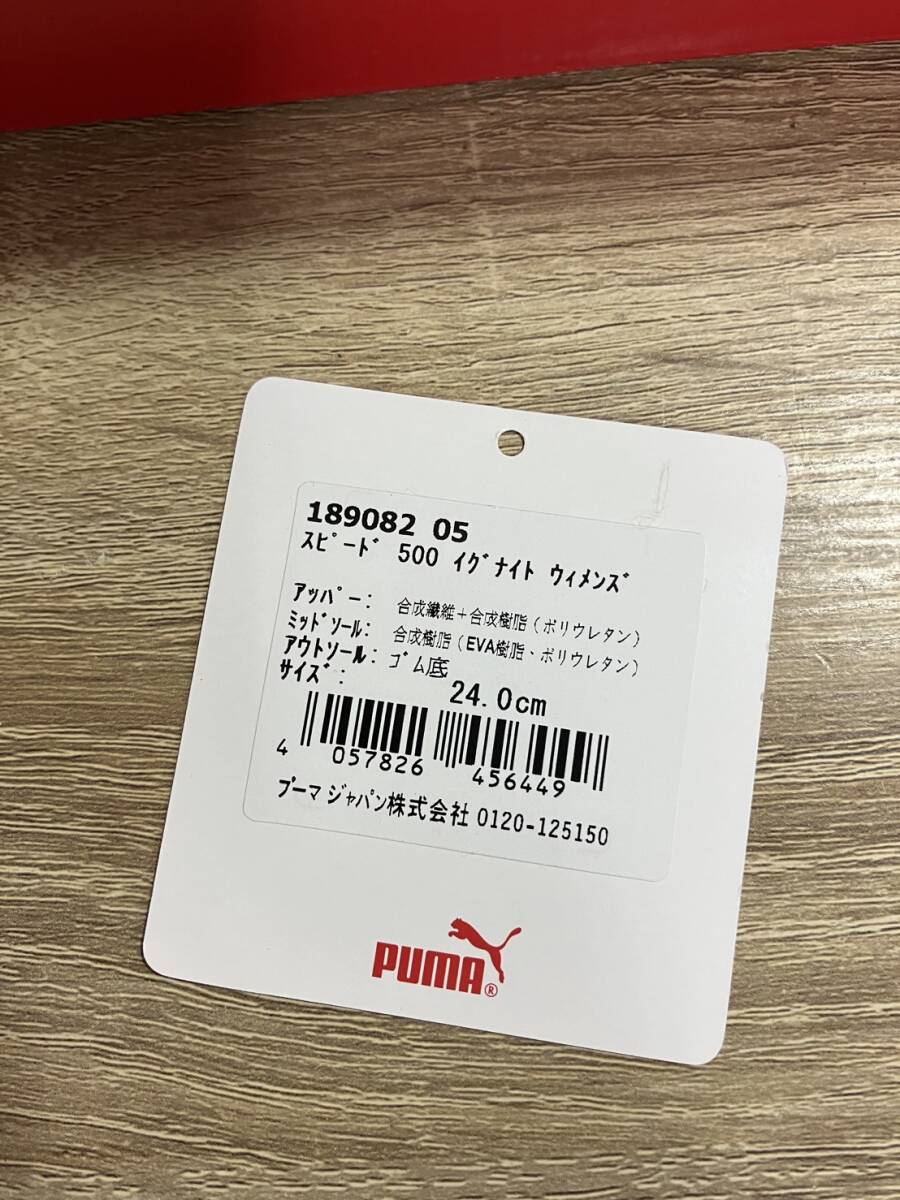 189082 05
スピード 500 イグナイト ウィメンズ
アッパー: 合成繊維+合成樹脂(ポリウレタン)
ミッドソール: 合成樹脂(EVA樹脂、ポリウレタン)
アウトソール: ゴム底
サイズ: 24.0cm
4 057826 456449
プーマ ジャパン株式会社 0120-125150
PUMA®